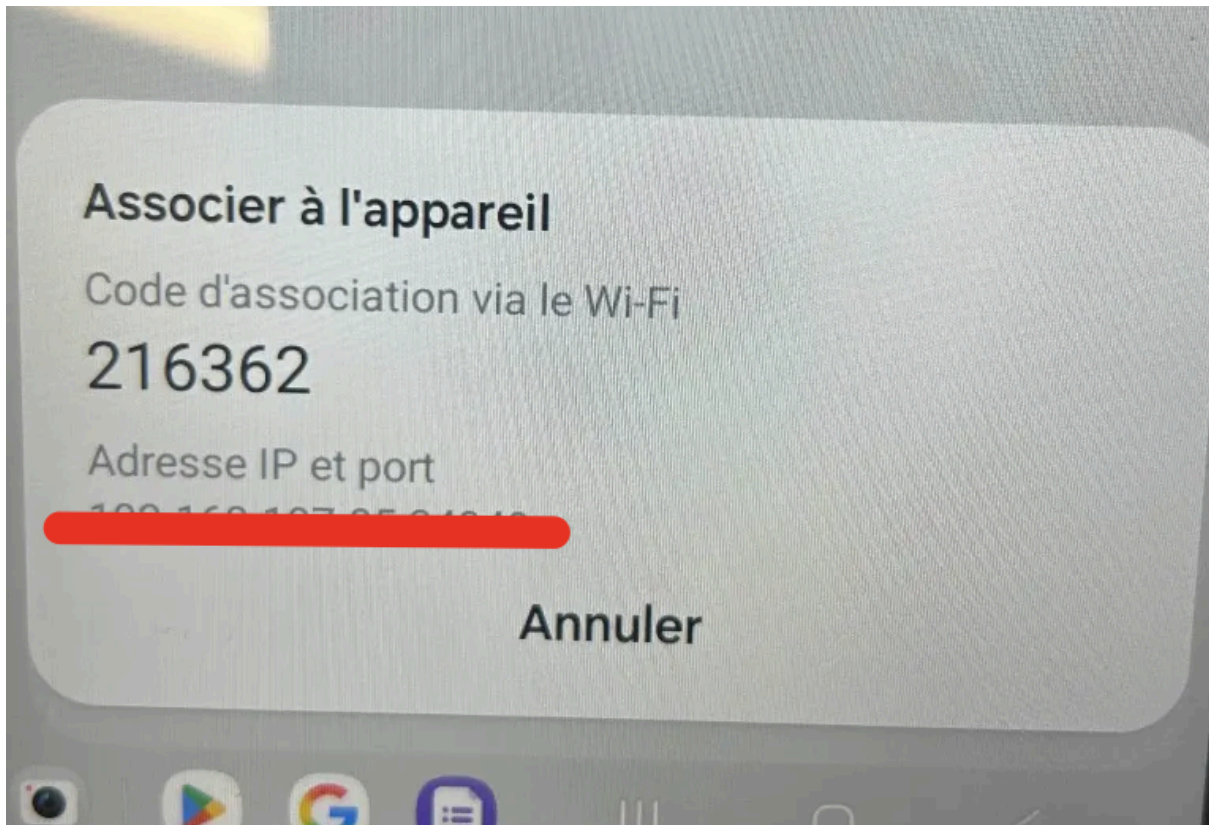 Associer à l'appareil
Code d'association via le Wi-Fi
216362
Adresse IP et port
Annuler